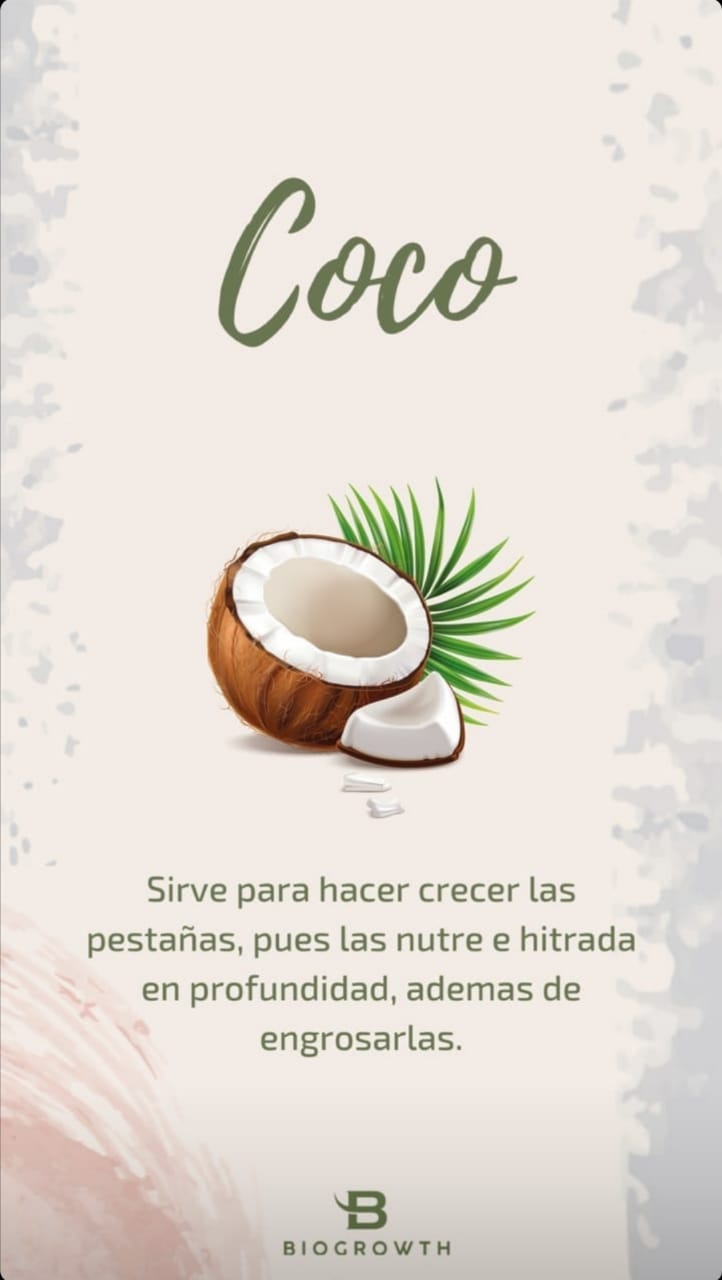 Coco
Sirve para hacer crecer las
pestañas, pues las nutre e hitrada
en profundidad, ademas de
engrosarlas.
B
BIOGROWTH